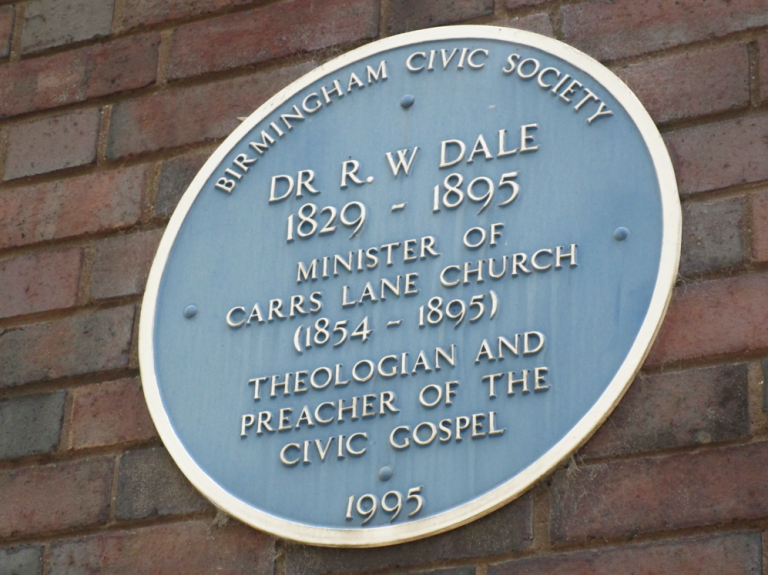 BIRMINGHAM CIVIC SOCIETY
DR R. W DALE
1829 - 1895
MINISTER OF
CARRS LANE CHURCH
(1854 - 1895)
THEOLOGIAN AND
PREACHER OF THE
CIVIC GOSPEL
1995